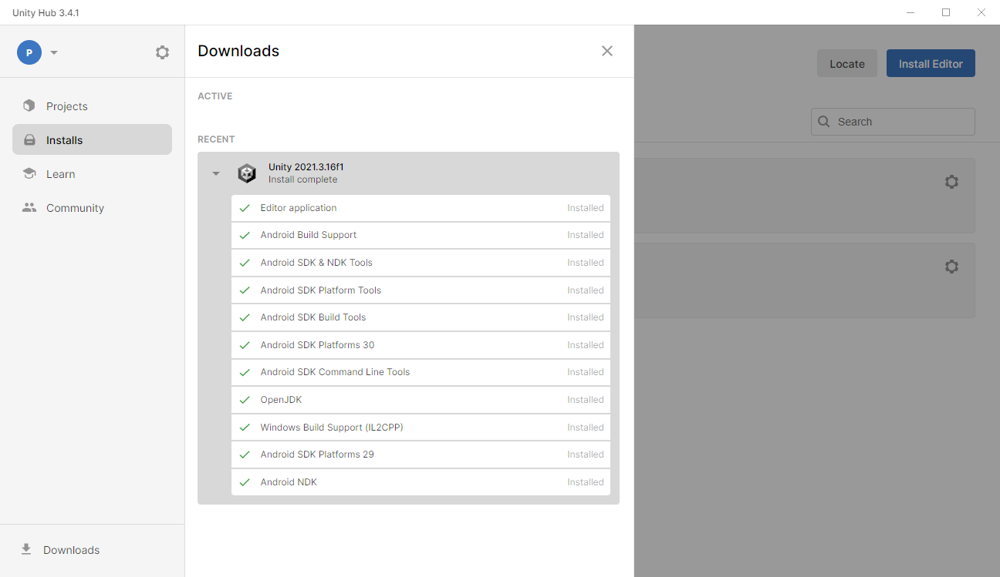 Unity Hub 3.4.1
P
Projects
Installs
Learn
Community
Downloads
Downloads
ACTIVE
RECENT
Unity 2021.3.16f1
Install complete
Editor application Installed
Android Build Support Installed
Android SDK & NDK Tools Installed
Android SDK Platform Tools Installed
Android SDK Build Tools Installed
Android SDK Platforms 30 Installed
Android SDK Command Line Tools Installed
OpenJDK Installed
Windows Build Support (IL2CPP) Installed
Android SDK Platforms 29 Installed
Android NDK Installed
Locate
Install Editor
Search